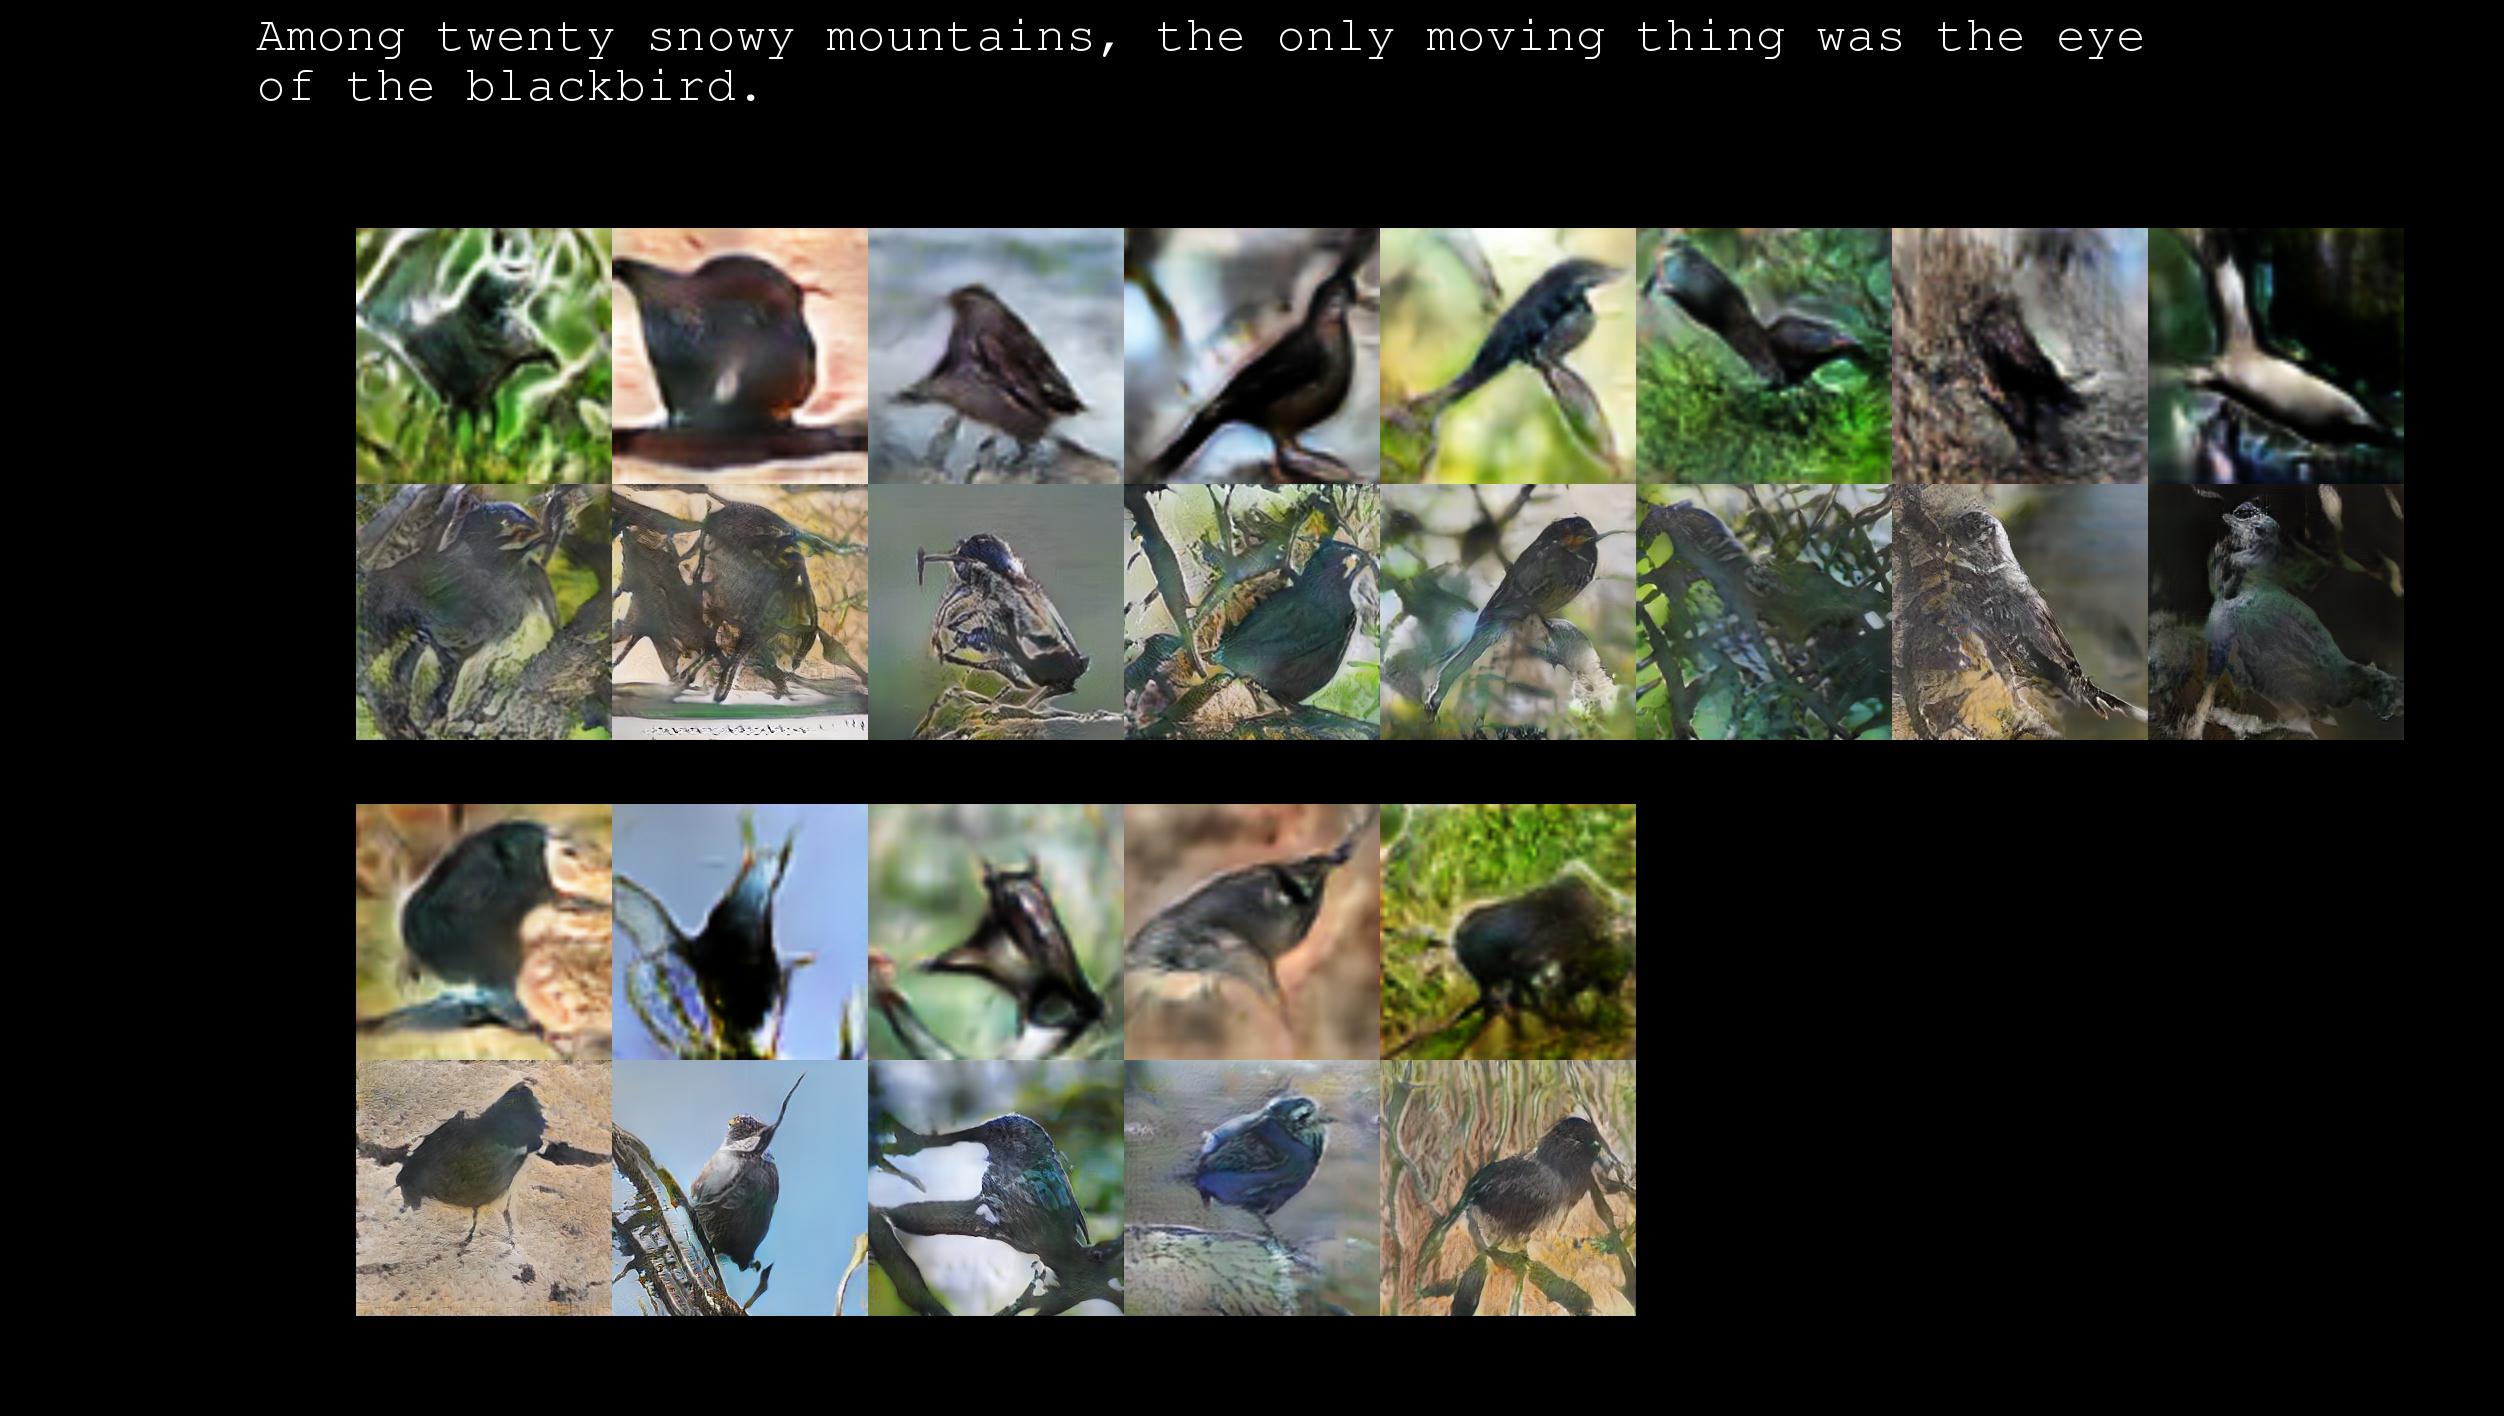 Among twenty snowy mountains, the only moving thing was the eye
of the blackbird.